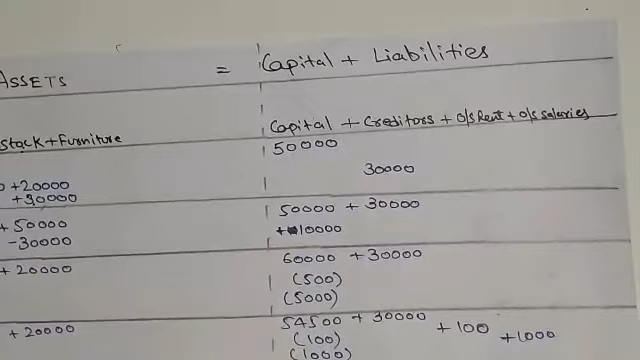 ASSETS = Capital + Liabilities
Stock + Furniture Capital + Creditors + O/s Rent + O/s salaries
50000
+20000 30000
+30000
+ 50000 50000 + 30000
-30000 +10000
+ 20000 60000 + 30000
(500)
(5000)
+ 20000 54500 + 30000 + 100 + 1000
(100)
(1000)